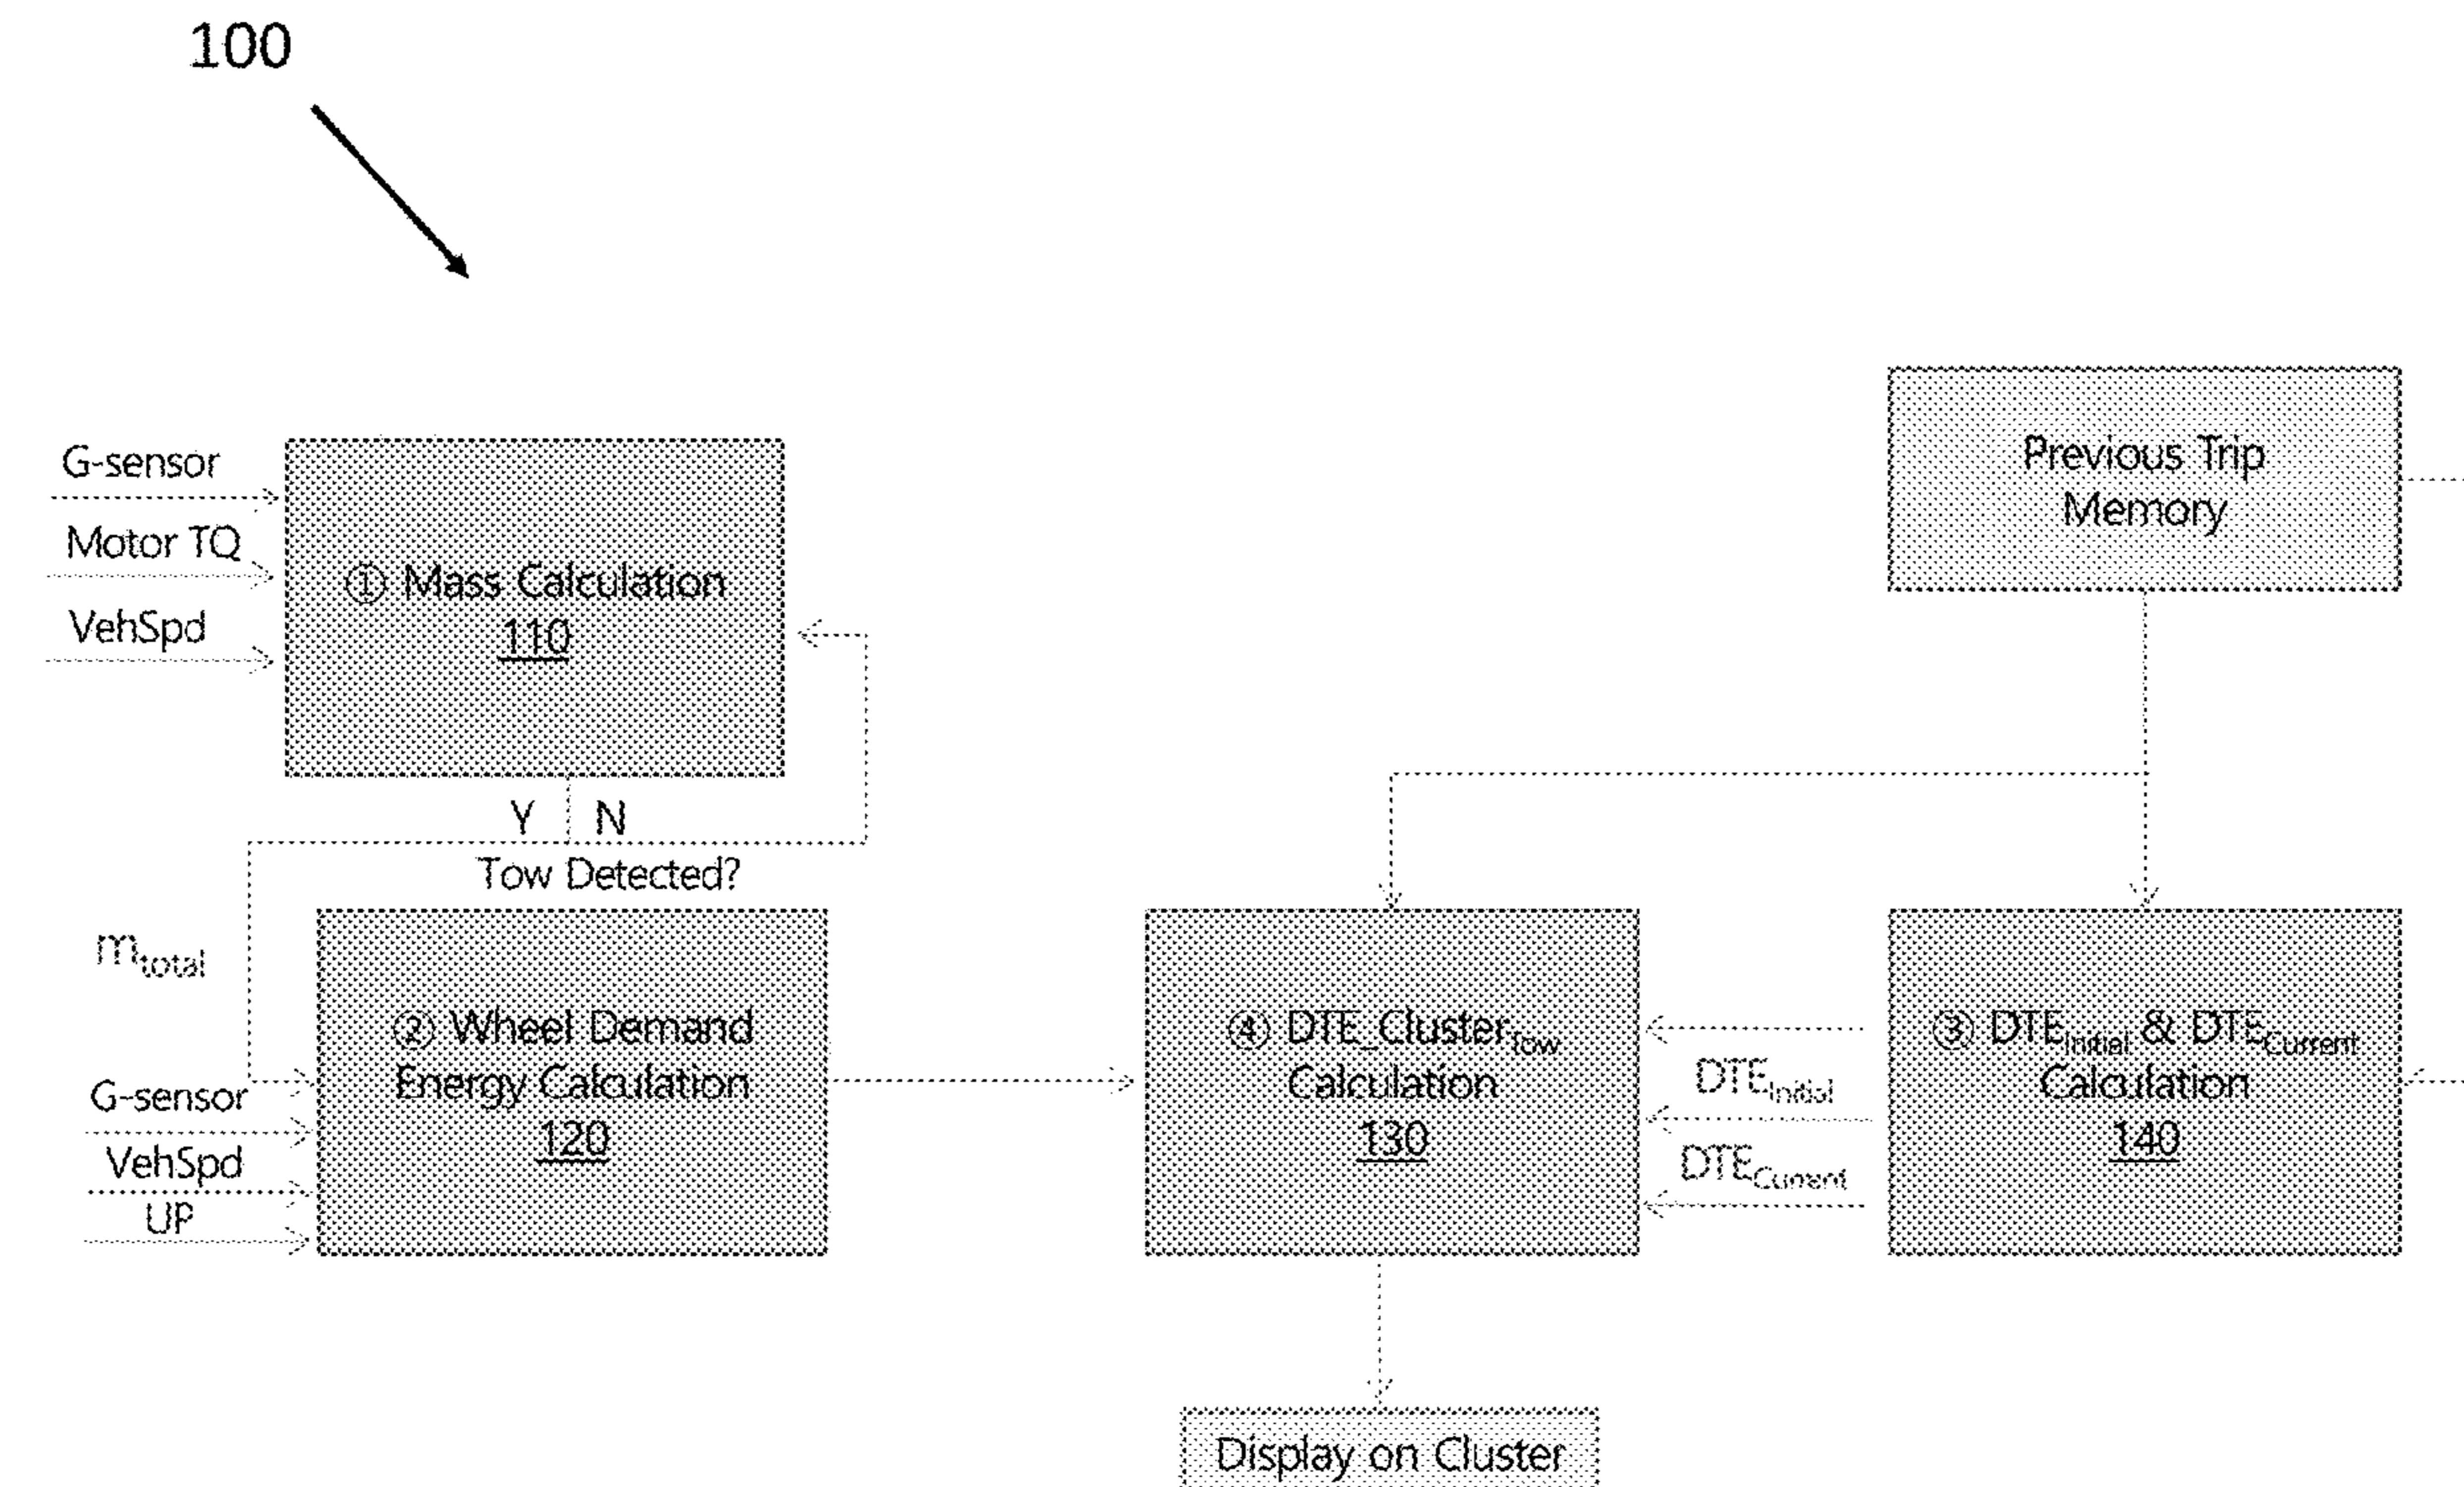 100
G-sensor
Motor TQ
VehSpd
① Mass Calculation
110
Previous Trip
Memory
Y N
Tow Detected?
m_total
② Wheel Demand
Energy Calculation
120
G-sensor
VehSpd
UP
④ DTE_Cluster_Tow
Calculation
130
DTE_Initial
DTE_Current
③ DTE_Initial & DTE_Current
Calculation
140
Display on Cluster